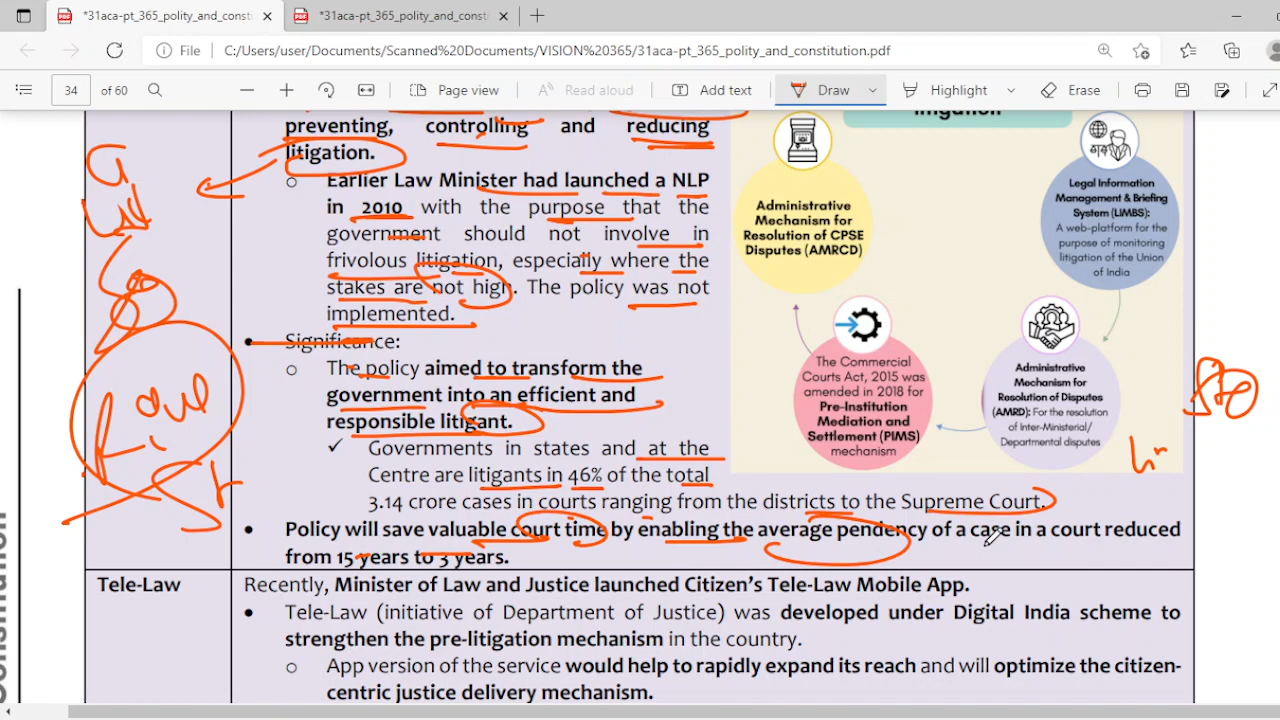 *31aca-pt_365_polity_and_consti
*31aca-pt_365_polity_and_consti
File
C:/Users/user/Documents/Scanned%20Documents/VISION%20365/31aca-pt_365_polity_and_constitution.pdf
34 of 60
Page view
Read aloud
Add text
Draw
Highlight
Erase
preventing, controlling and reducing
litigation.
Earlier Law Minister had launched a NLP
in 2010 with the purpose that the
government should not involve in
frivolous litigation, especially where the
stakes are not high. The policy was not
implemented.
Significance:
The policy aimed to transform the
government into an efficient and
responsible litigant.
✓ Governments in states and at the
Centre are litigants in 46% of the total
3.14 crore cases in courts ranging from the districts to the Supreme Court.
Policy will save valuable court time by enabling the average pendency of a case in a court reduced
from 15 years to 3 years.
litigation
Administrative
Mechanism for
Resolution of CPSE
Disputes (AMRCD)
Legal Information
Management & Briefing
System (LIMBS):
A web-platform for the
purpose of monitoring
litigation of the Union
of India
The Commercial
Courts Act, 2015 was
amended in 2018 for
Pre-Institution
Mediation and
Settlement (PIMS)
mechanism
Administrative
Mechanism for
Resolution of Disputes
(AMRD): For the resolution
of Inter-Ministerial/
Departmental disputes
Tele-Law
Recently, Minister of Law and Justice launched Citizen's Tele-Law Mobile App.
Tele-Law (initiative of Department of Justice) was developed under Digital India scheme to
strengthen the pre-litigation mechanism in the country.
App version of the service would help to rapidly expand its reach and will optimize the citizen-
centric justice delivery mechanism.